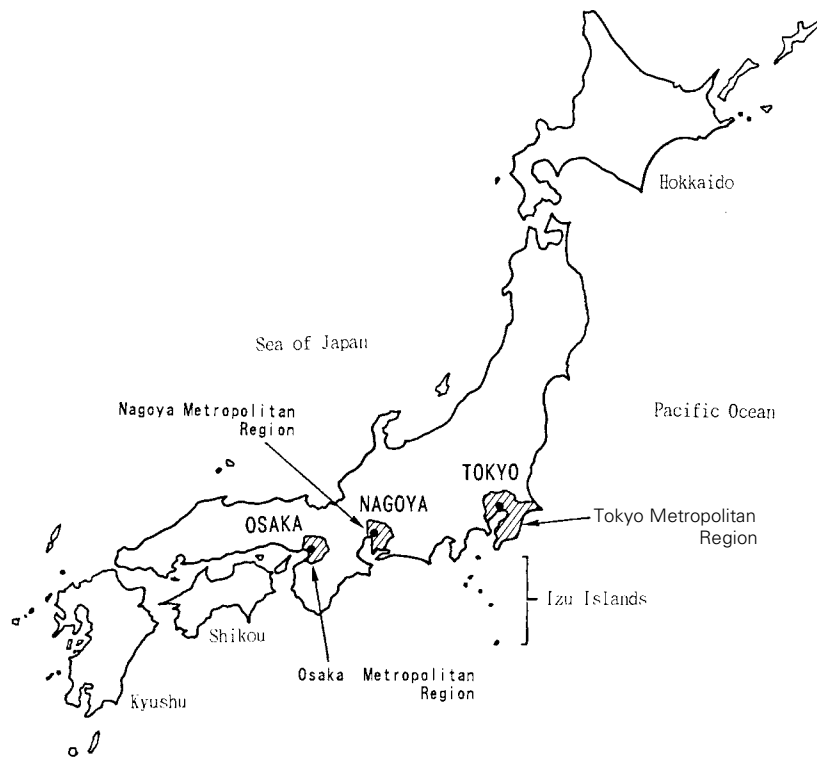 Hokkaido
Sea of Japan
Nagoya Metropolitan
Region
Pacific Ocean
TOKYO
NAGOYA
OSAKA
Tokyo Metropolitan
Region
Izu Islands
Shikou
Osaka Metropolitan
Region
Kyushu